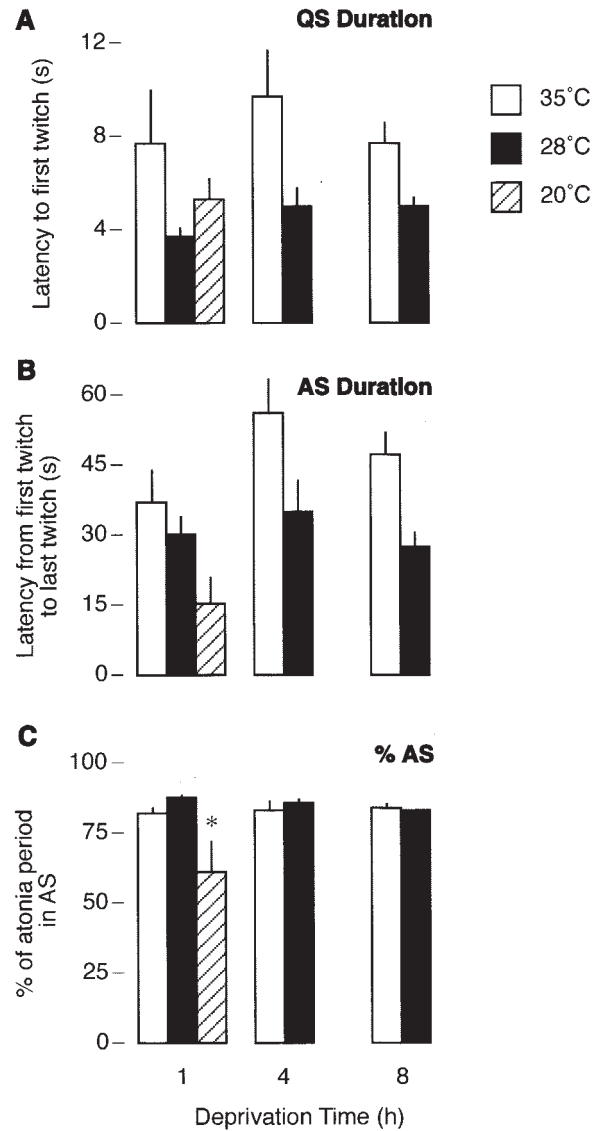 A
QS Duration
12
8
4
0
Latency to first twitch (s)
35°C
28°C
20°C
B
AS Duration
60
45
30
15
0
Latency from first twitch
to last twitch (s)
C
% AS
100
75
50
25
0
% of atonia period
in AS
*
1 4 8
Deprivation Time (h)